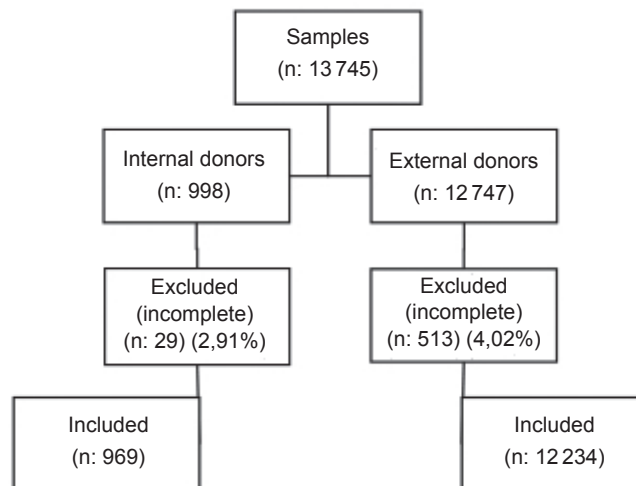 Samples
(n: 13 745)
Internal donors
(n: 998)
External donors
(n: 12 747)
Excluded
(incomplete)
(n: 29) (2,91%)
Excluded
(incomplete)
(n: 513) (4,02%)
Included
(n: 969)
Included
(n: 12 234)